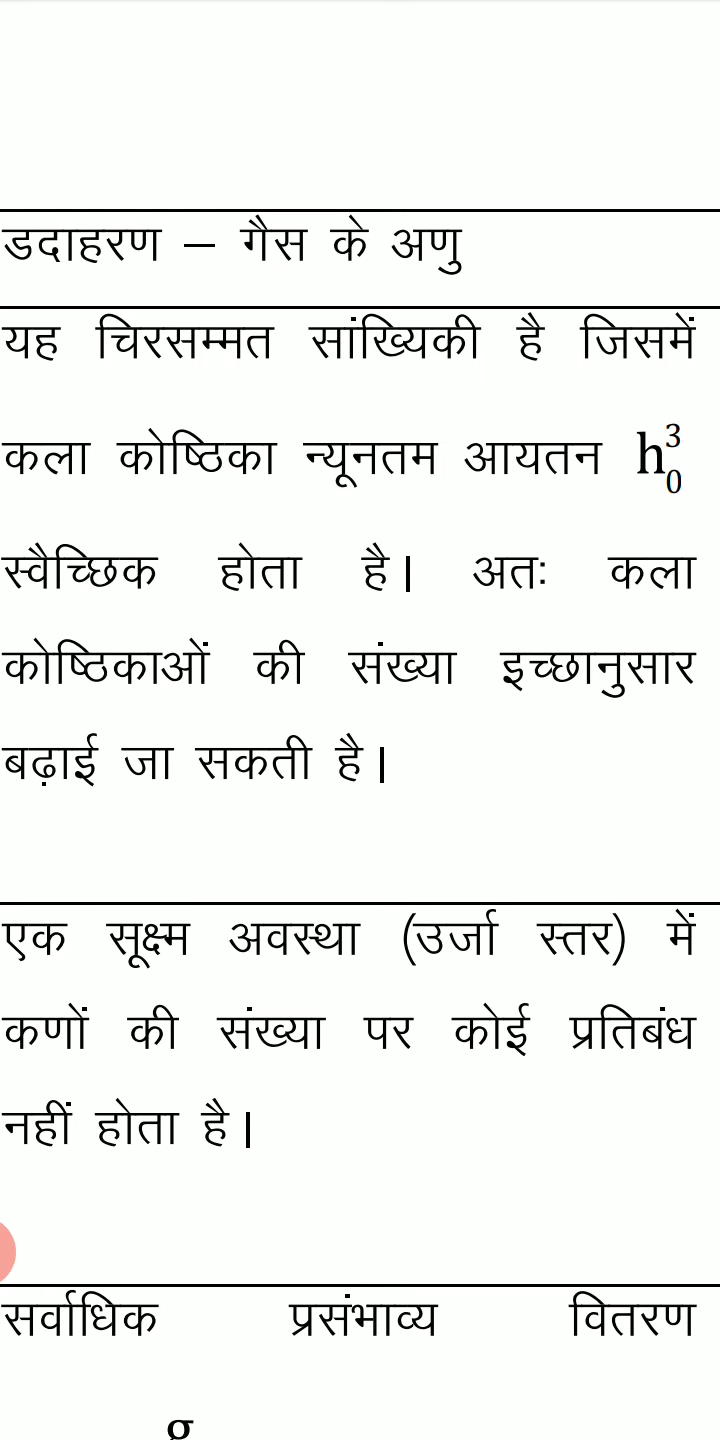 डदाहरण – गैस के अणु
यह चिरसम्मत सांख्यिकी है जिसमें
कला कोष्ठिका न्यूनतम आयतन h₀³
स्वैच्छिक होता है। अतः कला
कोष्ठिकाओं की संख्या इच्छानुसार
बढ़ाई जा सकती है।
एक सूक्ष्म अवस्था (उर्जा स्तर) में
कणों की संख्या पर कोई प्रतिबंध
नहीं होता है।
सर्वाधिक प्रसंभाव्य वितरण